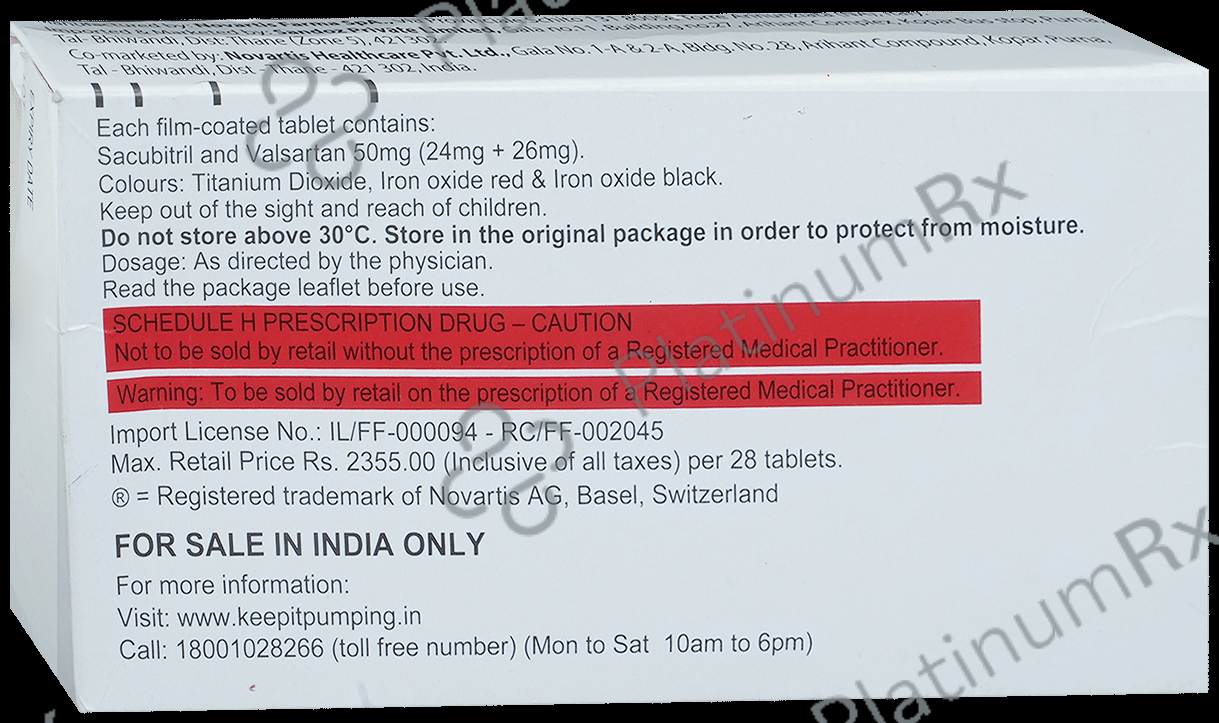 Tal- Bhiwandi, Dist: Thane (Zone 5), 421302.
Co-marketed by: Novartis Healthcare Pvt. Ltd., Gala No. 1-A & 2-A, Bldg. No. 28, Arihant Compound, Kopar, Purna,
Tal - Bhiwandi, Dist - Thane - 421 302, India.
EXPIRY DATE
Each film-coated tablet contains:
Sacubitril and Valsartan 50mg (24mg + 26mg).
Colours: Titanium Dioxide, Iron oxide red & Iron oxide black.
Keep out of the sight and reach of children.
Do not store above 30°C. Store in the original package in order to protect from moisture.
Dosage: As directed by the physician.
Read the package leaflet before use.
SCHEDULE H PRESCRIPTION DRUG – CAUTION
Not to be sold by retail without the prescription of a Registered Medical Practitioner.
Warning: To be sold by retail on the prescription of a Registered Medical Practitioner.
Import License No.: IL/FF-000094 - RC/FF-002045
Max. Retail Price Rs. 2355.00 (Inclusive of all taxes) per 28 tablets.
® = Registered trademark of Novartis AG, Basel, Switzerland
FOR SALE IN INDIA ONLY
For more information:
Visit: www.keepitpumping.in
Call: 18001028266 (toll free number) (Mon to Sat 10am to 6pm)
PlatinumRx
PlatinumRx